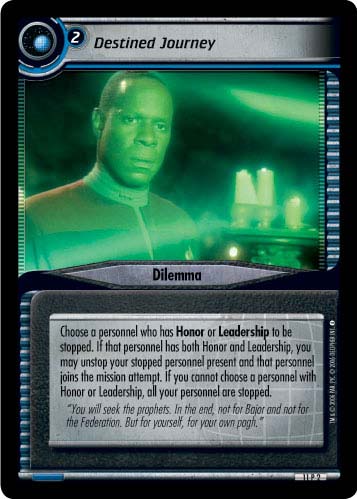 2
Destined Journey
Dilemma
Choose a personnel who has Honor or Leadership to be
stopped. If that personnel has both Honor and Leadership, you
may unstop your stopped personnel present and that personnel
joins the mission attempt. If you cannot choose a personnel with
Honor or Leadership, all your personnel are stopped.
"You will seek the prophets. In the end, not for Bajor and not for
the Federation. But for yourself, for your own pagh."
11 P 2